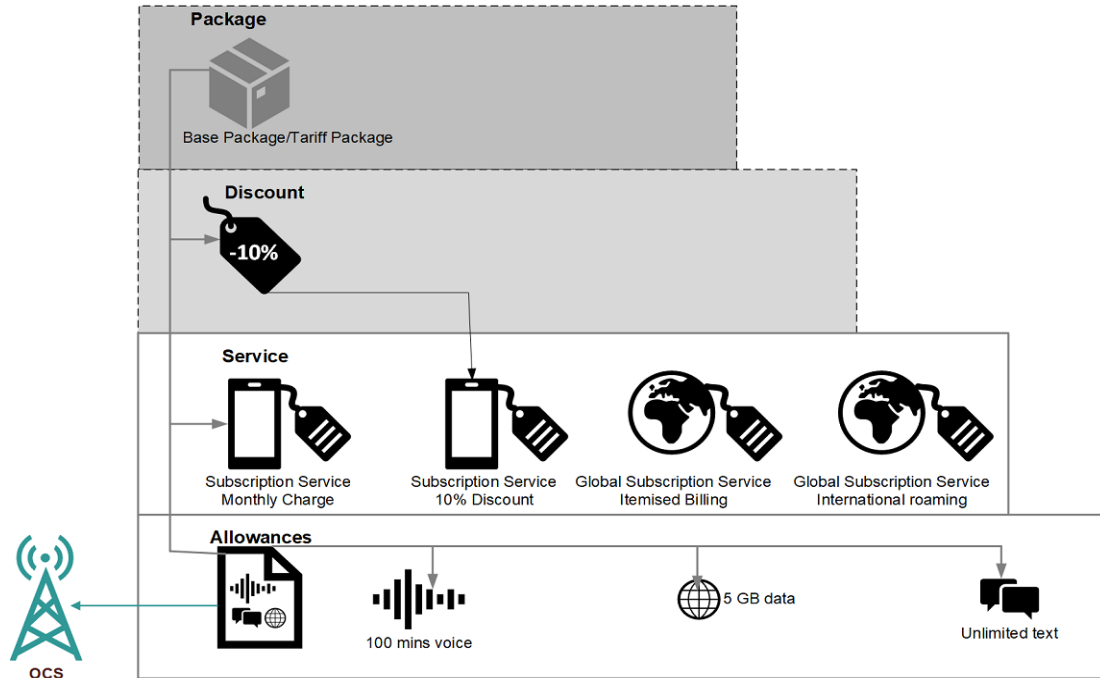 Package
Base Package/Tariff Package
Discount
-10%
Service
Subscription Service
Monthly Charge
Subscription Service
10% Discount
Global Subscription Service
Itemised Billing
Global Subscription Service
International roaming
Allowances
100 mins voice
5 GB data
Unlimited text
OCS